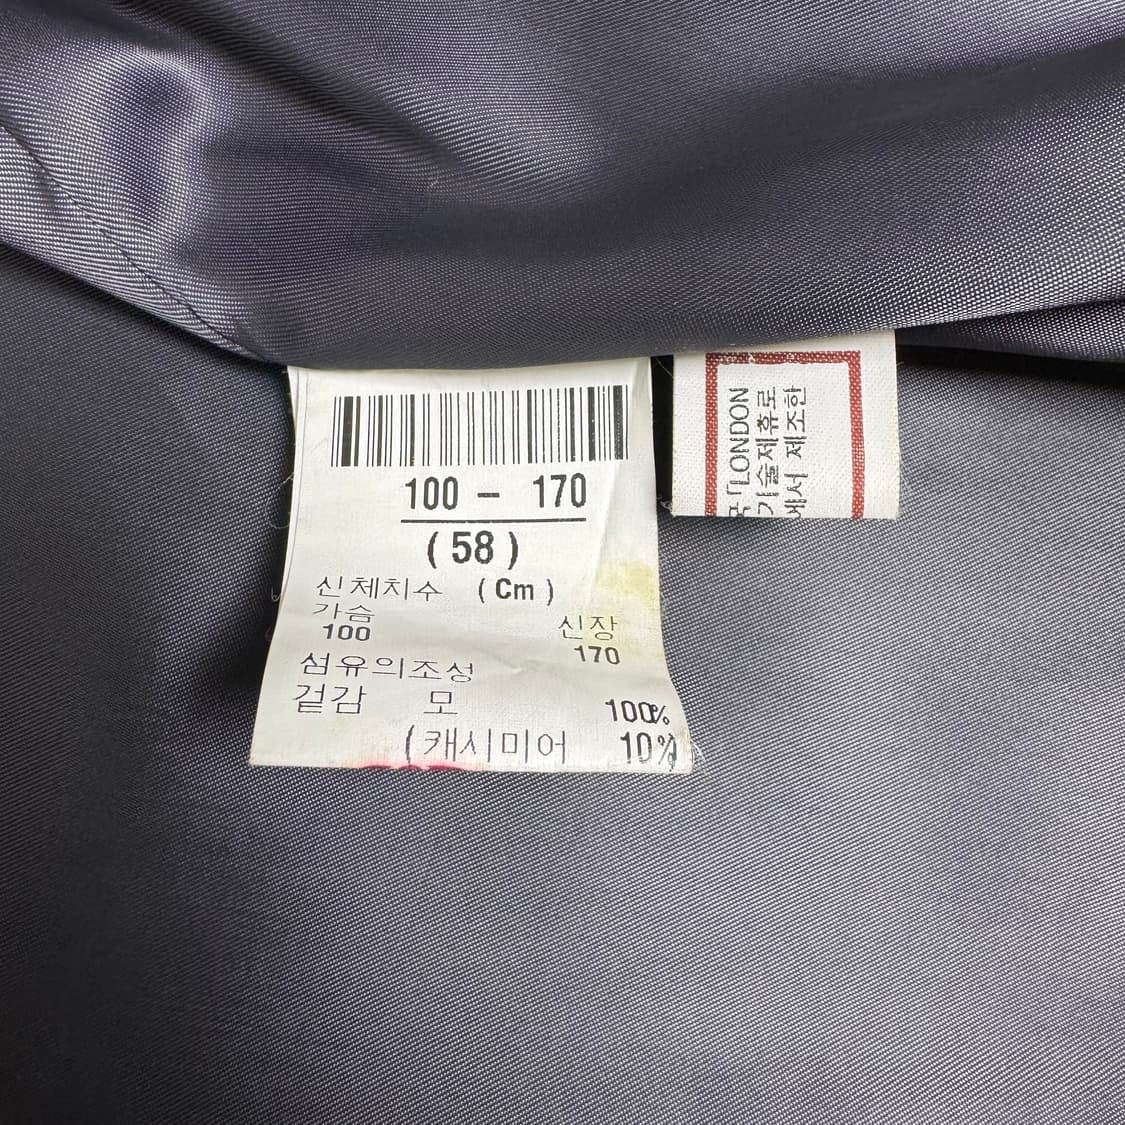 100 - 170
(58)
신체치수 (Cm)
가슴 신장
100 170
섬유의조성
겉감 모 100%
(캐시미어 10%)
「LONDON
기술제휴로
에서 제조한